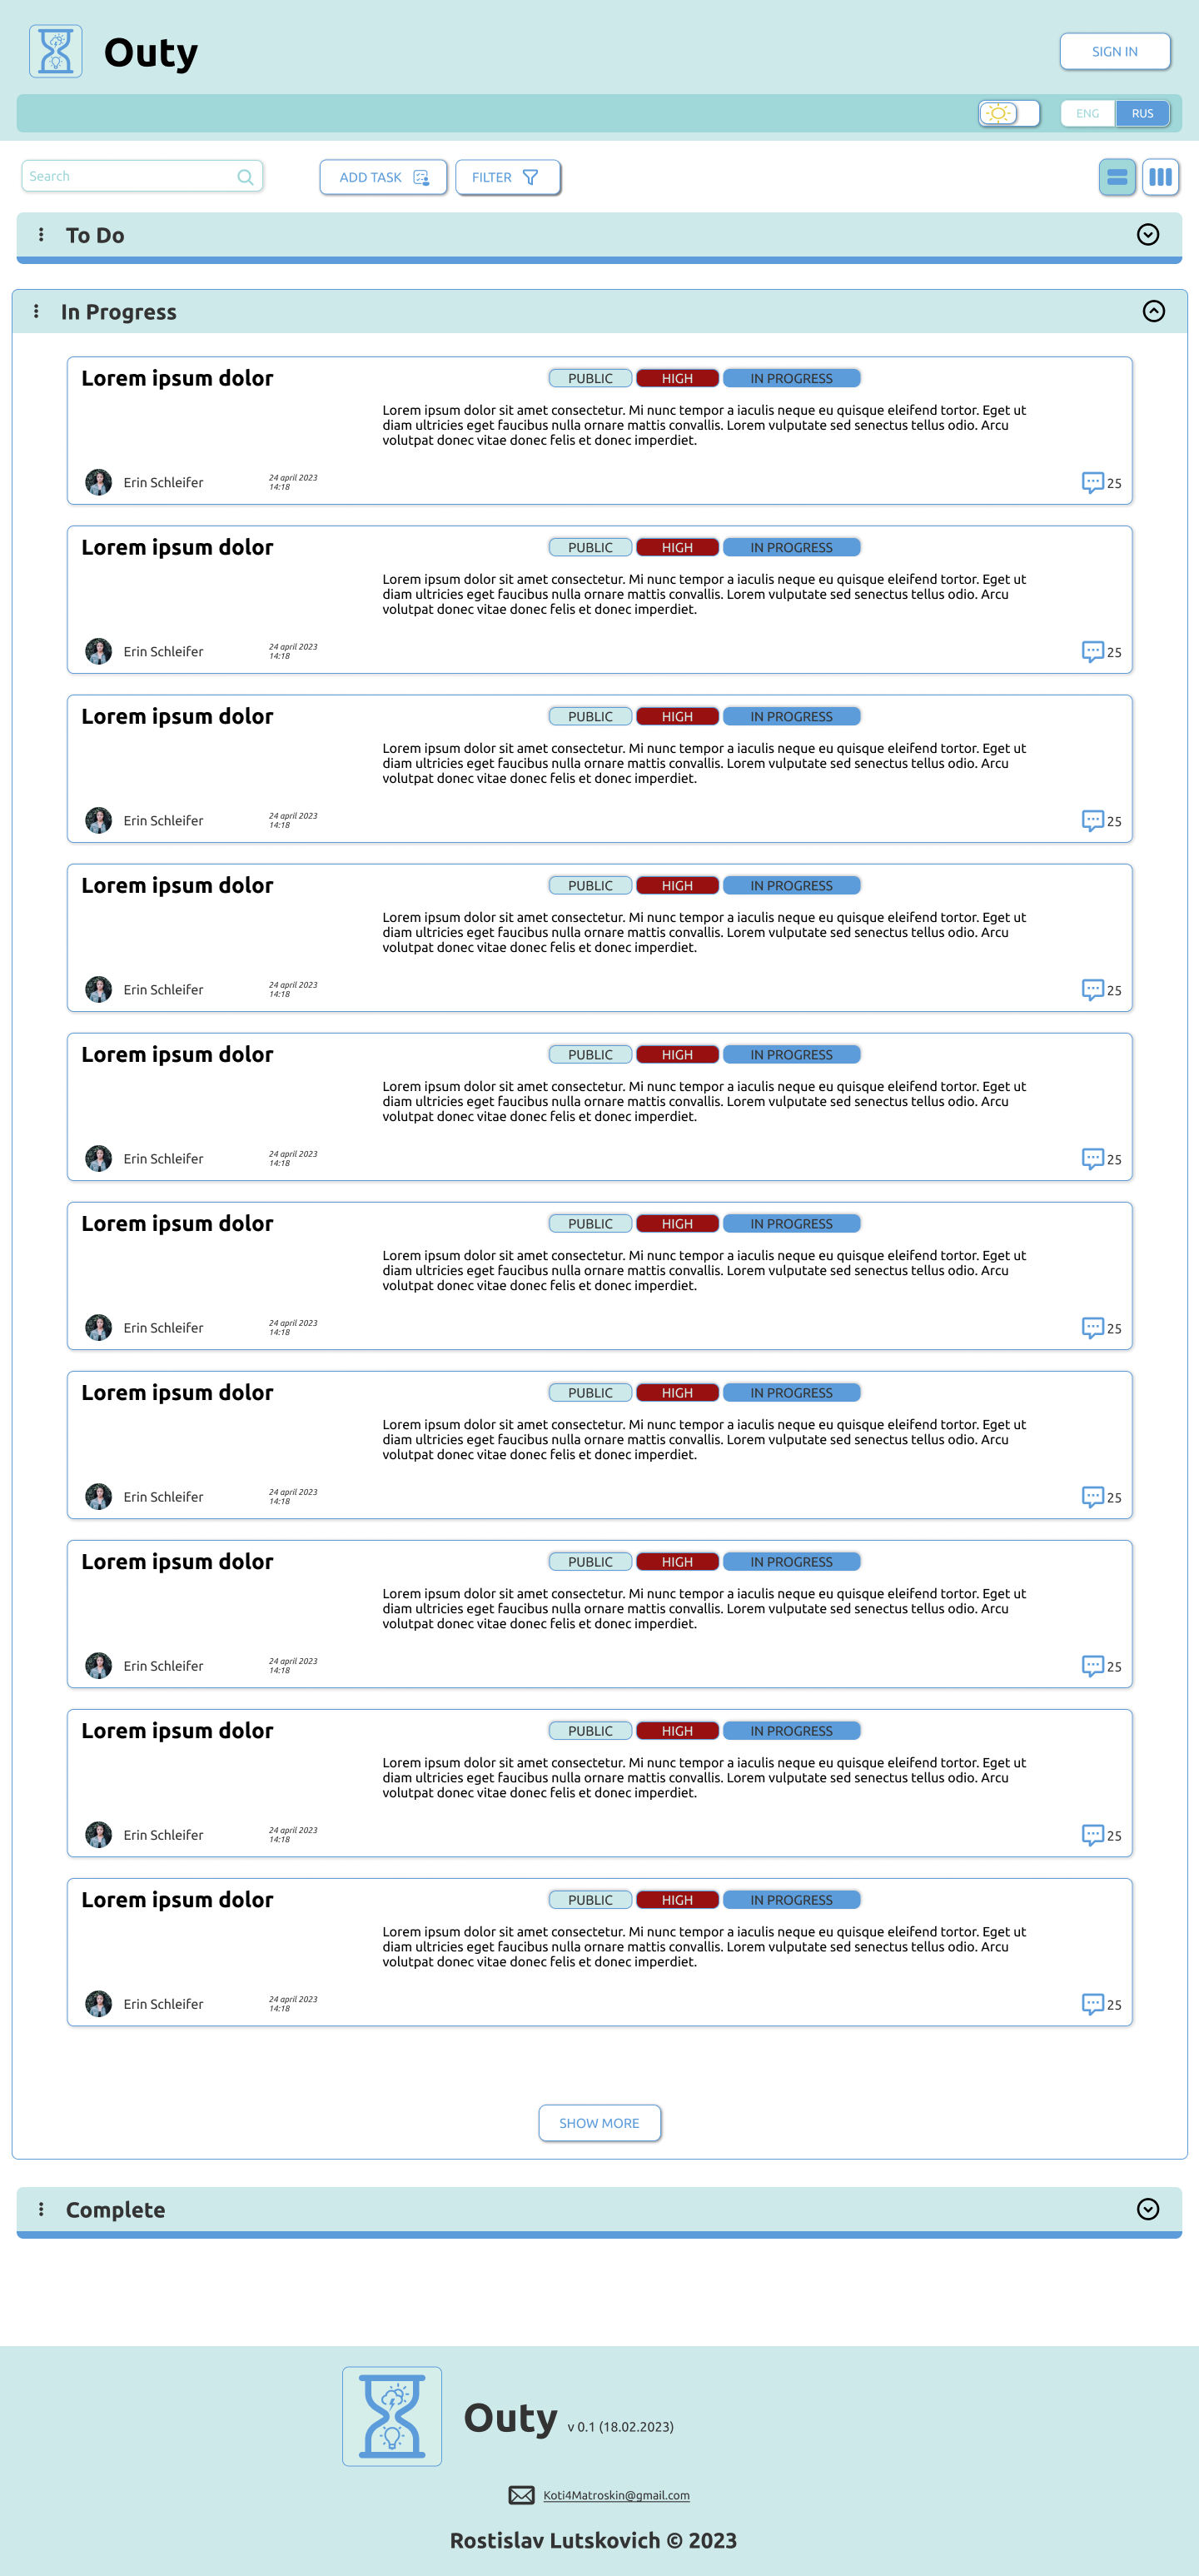 Outy
SIGN IN
ENG
RUS
Search
ADD TASK
FILTER
To Do
In Progress
Lorem ipsum dolor
PUBLIC
HIGH
IN PROGRESS
Lorem ipsum dolor sit amet consectetur. Mi nunc tempor a iaculis neque eu quisque eleifend tortor. Eget ut
diam ultricies eget faucibus nulla ornare mattis convallis. Lorem vulputate sed senectus tellus odio. Arcu
volutpat donec vitae donec felis et donec imperdiet.
Erin Schleifer
24 april 2023
14:18
25
Lorem ipsum dolor
PUBLIC
HIGH
IN PROGRESS
Lorem ipsum dolor sit amet consectetur. Mi nunc tempor a iaculis neque eu quisque eleifend tortor. Eget ut
diam ultricies eget faucibus nulla ornare mattis convallis. Lorem vulputate sed senectus tellus odio. Arcu
volutpat donec vitae donec felis et donec imperdiet.
Erin Schleifer
24 april 2023
14:18
25
Lorem ipsum dolor
PUBLIC
HIGH
IN PROGRESS
Lorem ipsum dolor sit amet consectetur. Mi nunc tempor a iaculis neque eu quisque eleifend tortor. Eget ut
diam ultricies eget faucibus nulla ornare mattis convallis. Lorem vulputate sed senectus tellus odio. Arcu
volutpat donec vitae donec felis et donec imperdiet.
Erin Schleifer
24 april 2023
14:18
25
Lorem ipsum dolor
PUBLIC
HIGH
IN PROGRESS
Lorem ipsum dolor sit amet consectetur. Mi nunc tempor a iaculis neque eu quisque eleifend tortor. Eget ut
diam ultricies eget faucibus nulla ornare mattis convallis. Lorem vulputate sed senectus tellus odio. Arcu
volutpat donec vitae donec felis et donec imperdiet.
Erin Schleifer
24 april 2023
14:18
25
Lorem ipsum dolor
PUBLIC
HIGH
IN PROGRESS
Lorem ipsum dolor sit amet consectetur. Mi nunc tempor a iaculis neque eu quisque eleifend tortor. Eget ut
diam ultricies eget faucibus nulla ornare mattis convallis. Lorem vulputate sed senectus tellus odio. Arcu
volutpat donec vitae donec felis et donec imperdiet.
Erin Schleifer
24 april 2023
14:18
25
Lorem ipsum dolor
PUBLIC
HIGH
IN PROGRESS
Lorem ipsum dolor sit amet consectetur. Mi nunc tempor a iaculis neque eu quisque eleifend tortor. Eget ut
diam ultricies eget faucibus nulla ornare mattis convallis. Lorem vulputate sed senectus tellus odio. Arcu
volutpat donec vitae donec felis et donec imperdiet.
Erin Schleifer
24 april 2023
14:18
25
Lorem ipsum dolor
PUBLIC
HIGH
IN PROGRESS
Lorem ipsum dolor sit amet consectetur. Mi nunc tempor a iaculis neque eu quisque eleifend tortor. Eget ut
diam ultricies eget faucibus nulla ornare mattis convallis. Lorem vulputate sed senectus tellus odio. Arcu
volutpat donec vitae donec felis et donec imperdiet.
Erin Schleifer
24 april 2023
14:18
25
Lorem ipsum dolor
PUBLIC
HIGH
IN PROGRESS
Lorem ipsum dolor sit amet consectetur. Mi nunc tempor a iaculis neque eu quisque eleifend tortor. Eget ut
diam ultricies eget faucibus nulla ornare mattis convallis. Lorem vulputate sed senectus tellus odio. Arcu
volutpat donec vitae donec felis et donec imperdiet.
Erin Schleifer
24 april 2023
14:18
25
Lorem ipsum dolor
PUBLIC
HIGH
IN PROGRESS
Lorem ipsum dolor sit amet consectetur. Mi nunc tempor a iaculis neque eu quisque eleifend tortor. Eget ut
diam ultricies eget faucibus nulla ornare mattis convallis. Lorem vulputate sed senectus tellus odio. Arcu
volutpat donec vitae donec felis et donec imperdiet.
Erin Schleifer
24 april 2023
14:18
25
Lorem ipsum dolor
PUBLIC
HIGH
IN PROGRESS
Lorem ipsum dolor sit amet consectetur. Mi nunc tempor a iaculis neque eu quisque eleifend tortor. Eget ut
diam ultricies eget faucibus nulla ornare mattis convallis. Lorem vulputate sed senectus tellus odio. Arcu
volutpat donec vitae donec felis et donec imperdiet.
Erin Schleifer
24 april 2023
14:18
25
SHOW MORE
Complete
Outy v 0.1 (18.02.2023)
Koti4Matroskin@gmail.com
Rostislav Lutskovich © 2023